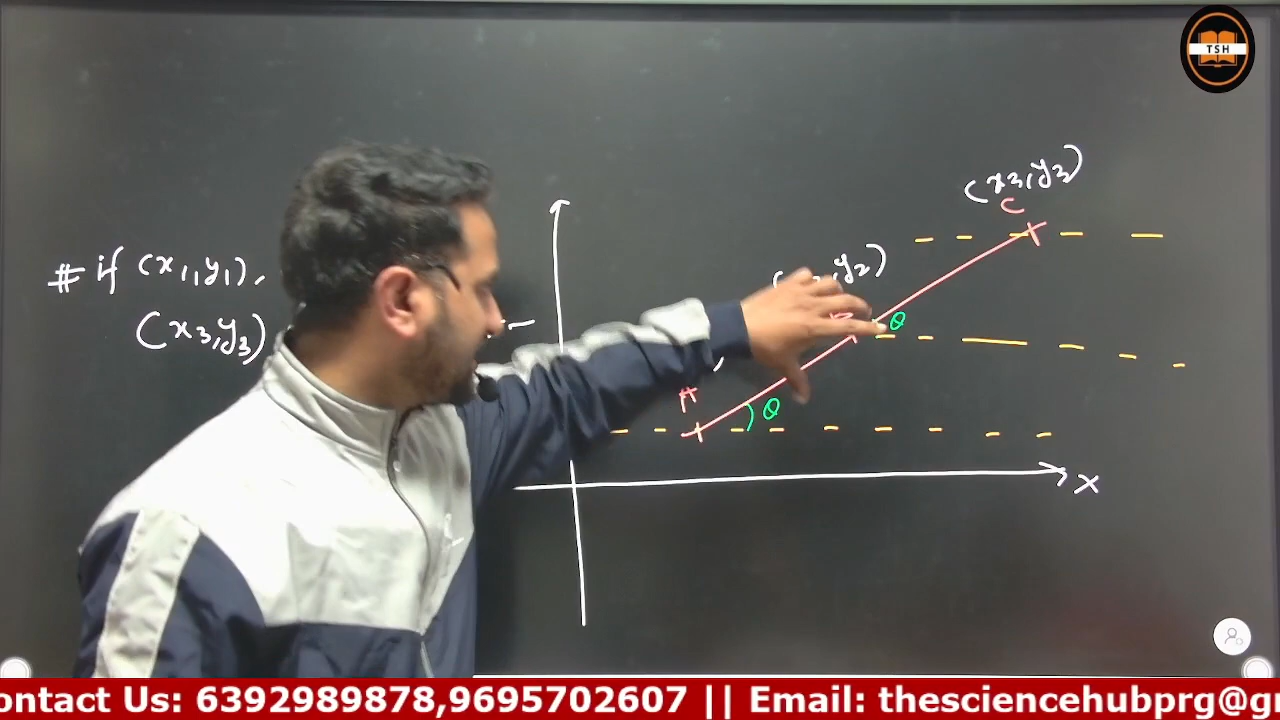 TSH
(x3,y3)
C
# if (x1,y1),
(x3,y3)
y2)
θ
A
θ
X
ontact Us: 6392989878,9695702607 || Email: thesciencehubprg@g